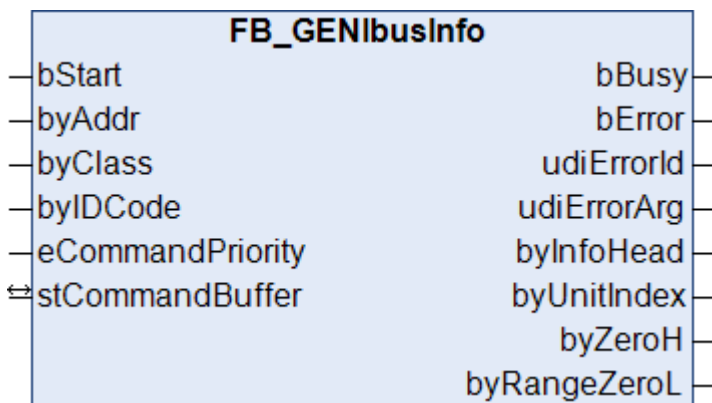 FB_GENIbusInfo
bStart bBusy
byAddr bError
byClass udiErrorId
byIDCode udiErrorArg
eCommandPriority byInfoHead
stCommandBuffer byUnitIndex
byZeroH
byRangeZeroL